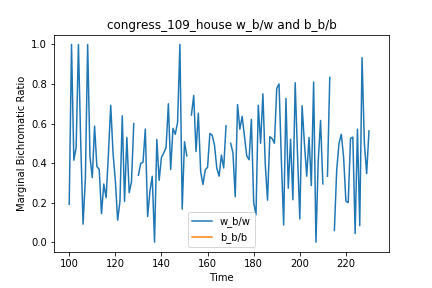 congress_109_house w_b/w and b_b/b
Marginal Bichromatic Ratio
1.0
0.8
0.6
0.4
0.2
0.0
w_b/w
b_b/b
100 120 140 160 180 200 220
Time